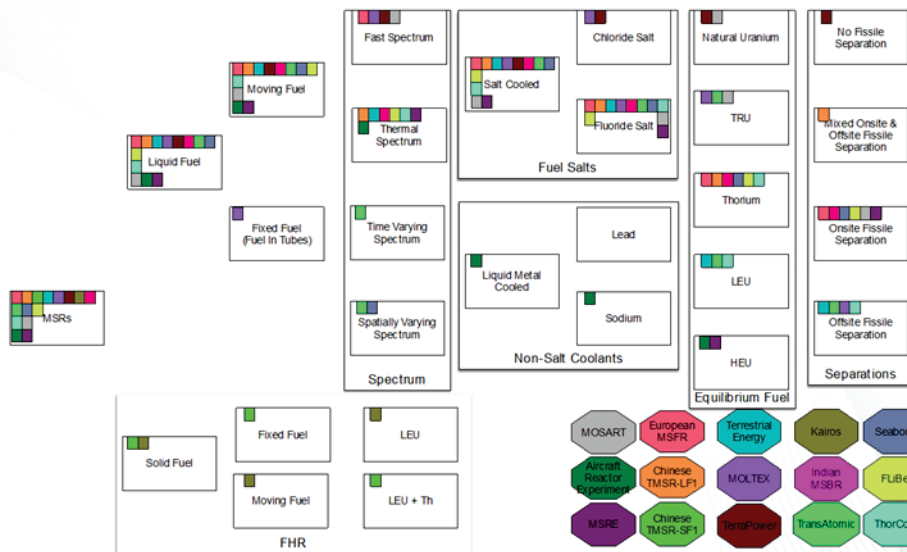 Fast Spectrum
Chloride Salt
Natural Uranium
No Fissile
Separation
Moving Fuel
Salt Cooled
TRU
Mixed Onsite &
Offsite Fissile
Separation
Liquid Fuel
Thermal
Spectrum
Fluoride Salt
Fuel Salts
Thorium
Onsite Fissile
Separation
Fixed Fuel
(Fuel In Tubes)
Time Varying
Spectrum
Lead
Liquid Metal
Cooled
LEU
MSRs
Spatially Varying
Spectrum
Sodium
Offsite Fissile
Separation
Non-Salt Coolants
HEU
Spectrum
Equilibrium Fuel
Separations
Solid Fuel
Fixed Fuel
LEU
Moving Fuel
LEU + Th
FHR
MOSART
European
MSFR
Terrestrial
Energy
Kairos
Seabor
Aircraft
Reactor
Experiment
Chinese
TMSR-LF1
MOLTEX
Indian
MSBR
FLiBe
MSRE
Chinese
TMSR-SF1
TerraPower
TransAtomic
ThorCo